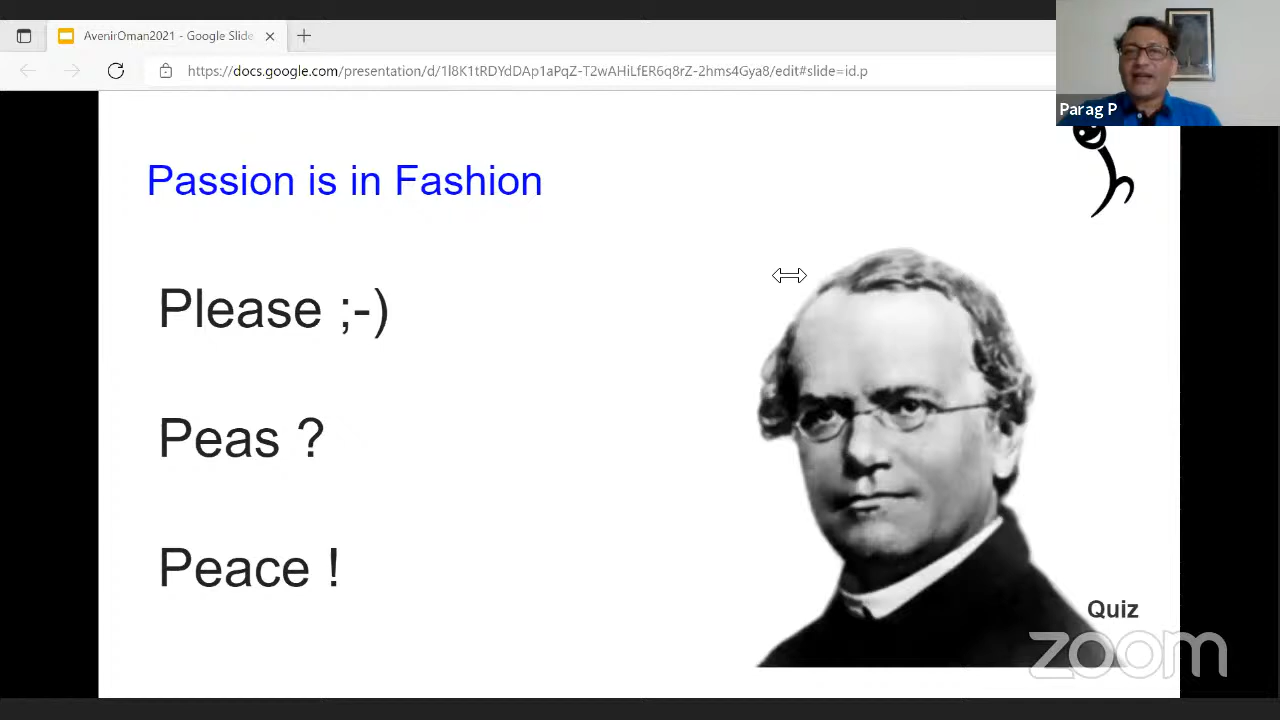 AvenirOman2021 - Google Slide
https://docs.google.com/presentation/d/1I8K1tRDYdDAp1aPqZ-T2wAHiLfER6q8rZ-2hms4Gya8/edit#slide=id.p
Parag P
Passion is in Fashion
Please ;-)
Peas ?
Peace !
Quiz
zoom